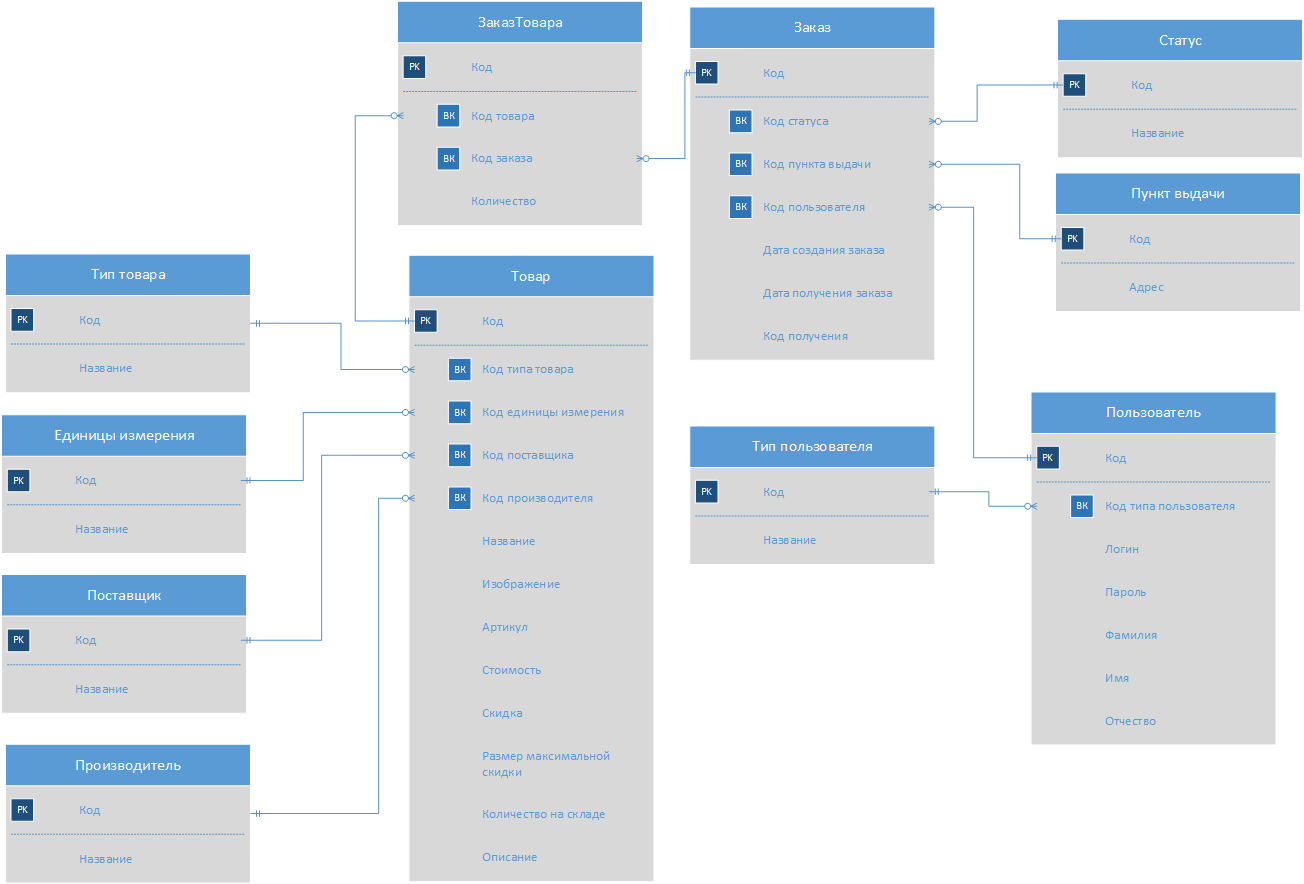 ЗаказТовара
PK Код
ВК Код товара
ВК Код заказа
Количество
Заказ
PK Код
ВК Код статуса
ВК Код пункта выдачи
ВК Код пользователя
Дата создания заказа
Дата получения заказа
Код получения
Статус
PK Код
Название
Пункт выдачи
PK Код
Адрес
Тип товара
PK Код
Название
Единицы измерения
PK Код
Название
Поставщик
PK Код
Название
Производитель
PK Код
Название
Товар
PK Код
ВК Код типа товара
ВК Код единицы измерения
ВК Код поставщика
ВК Код производителя
Название
Изображение
Артикул
Стоимость
Скидка
Размер максимальной
скидки
Количество на складе
Описание
Тип пользователя
PK Код
Название
Пользователь
PK Код
ВК Код типа пользователя
Логин
Пароль
Фамилия
Имя
Отчество